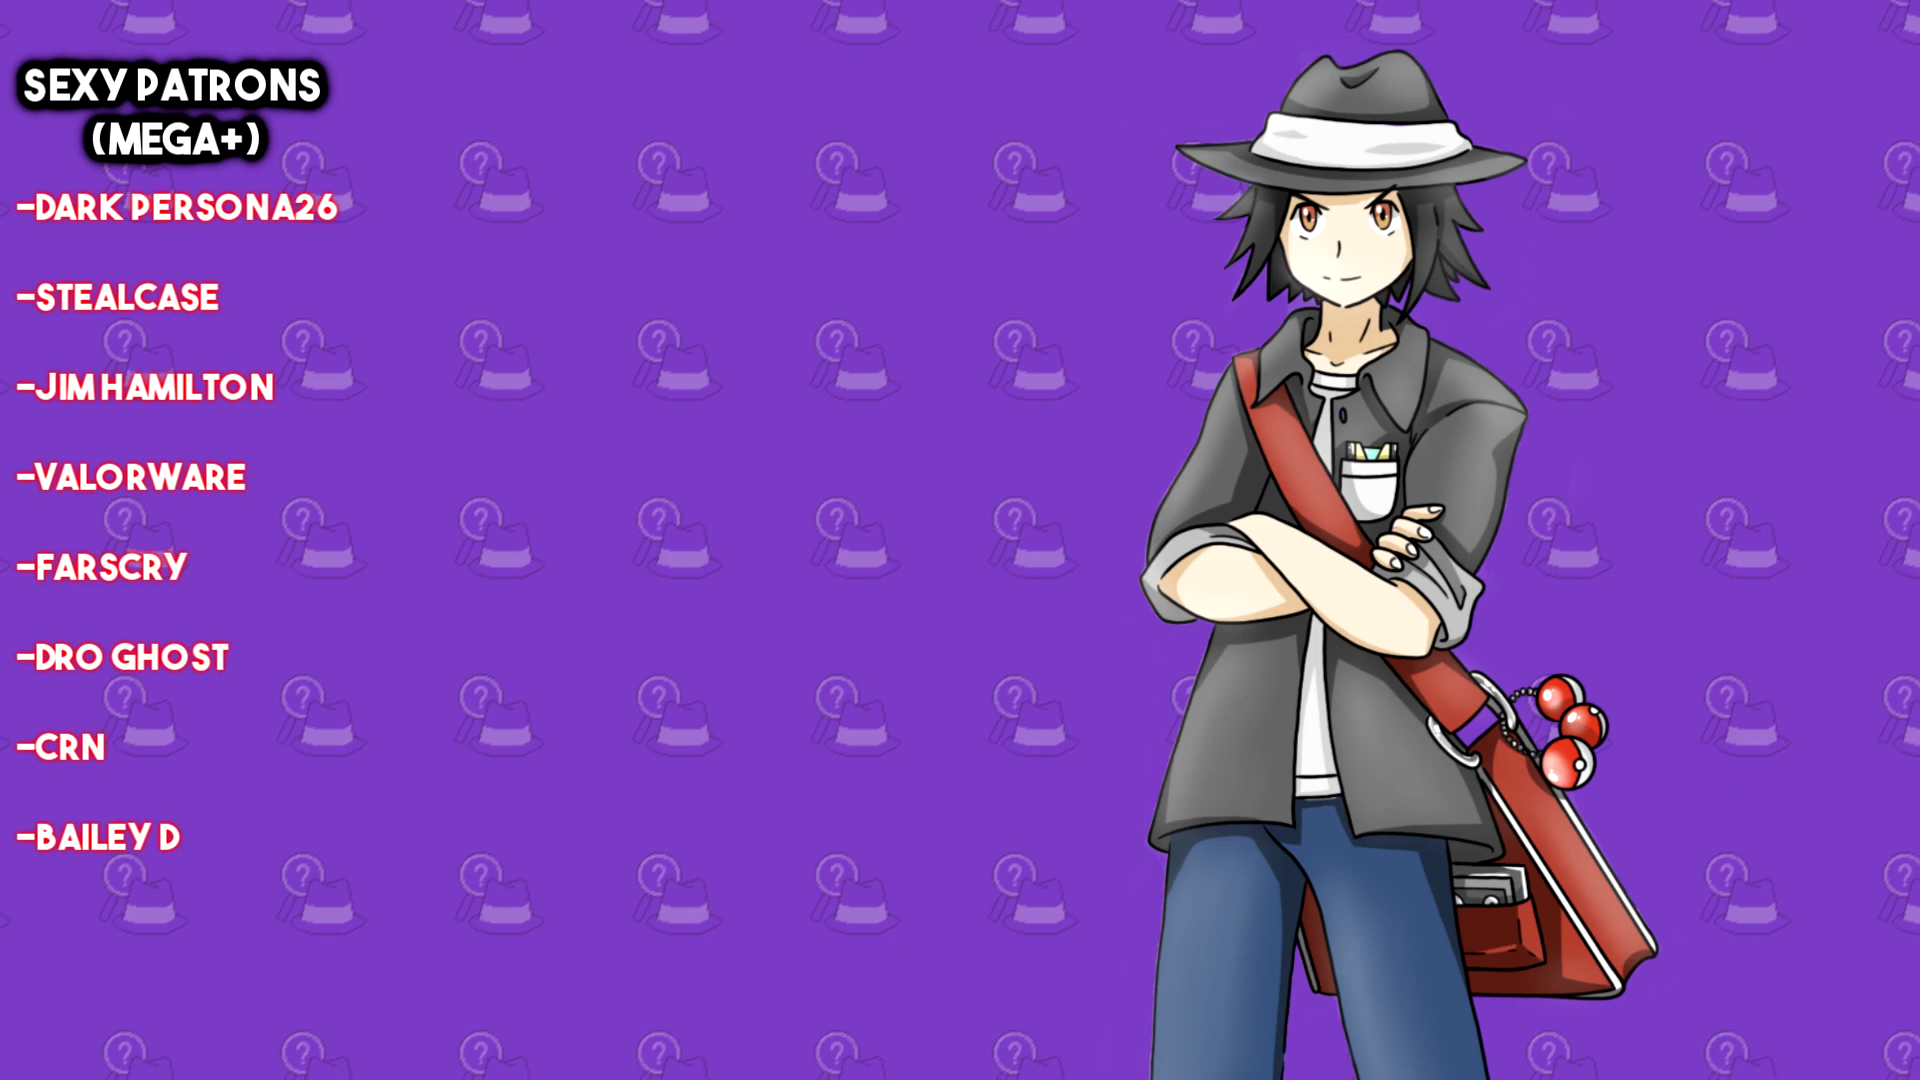 SEXY PATRONS
(MEGA+)
-DARK PERSONA26
-STEALCASE
-JIM HAMILTON
-VALORWARE
-FARSCRY
-DRO GHOST
-CRN
-BAILEY D